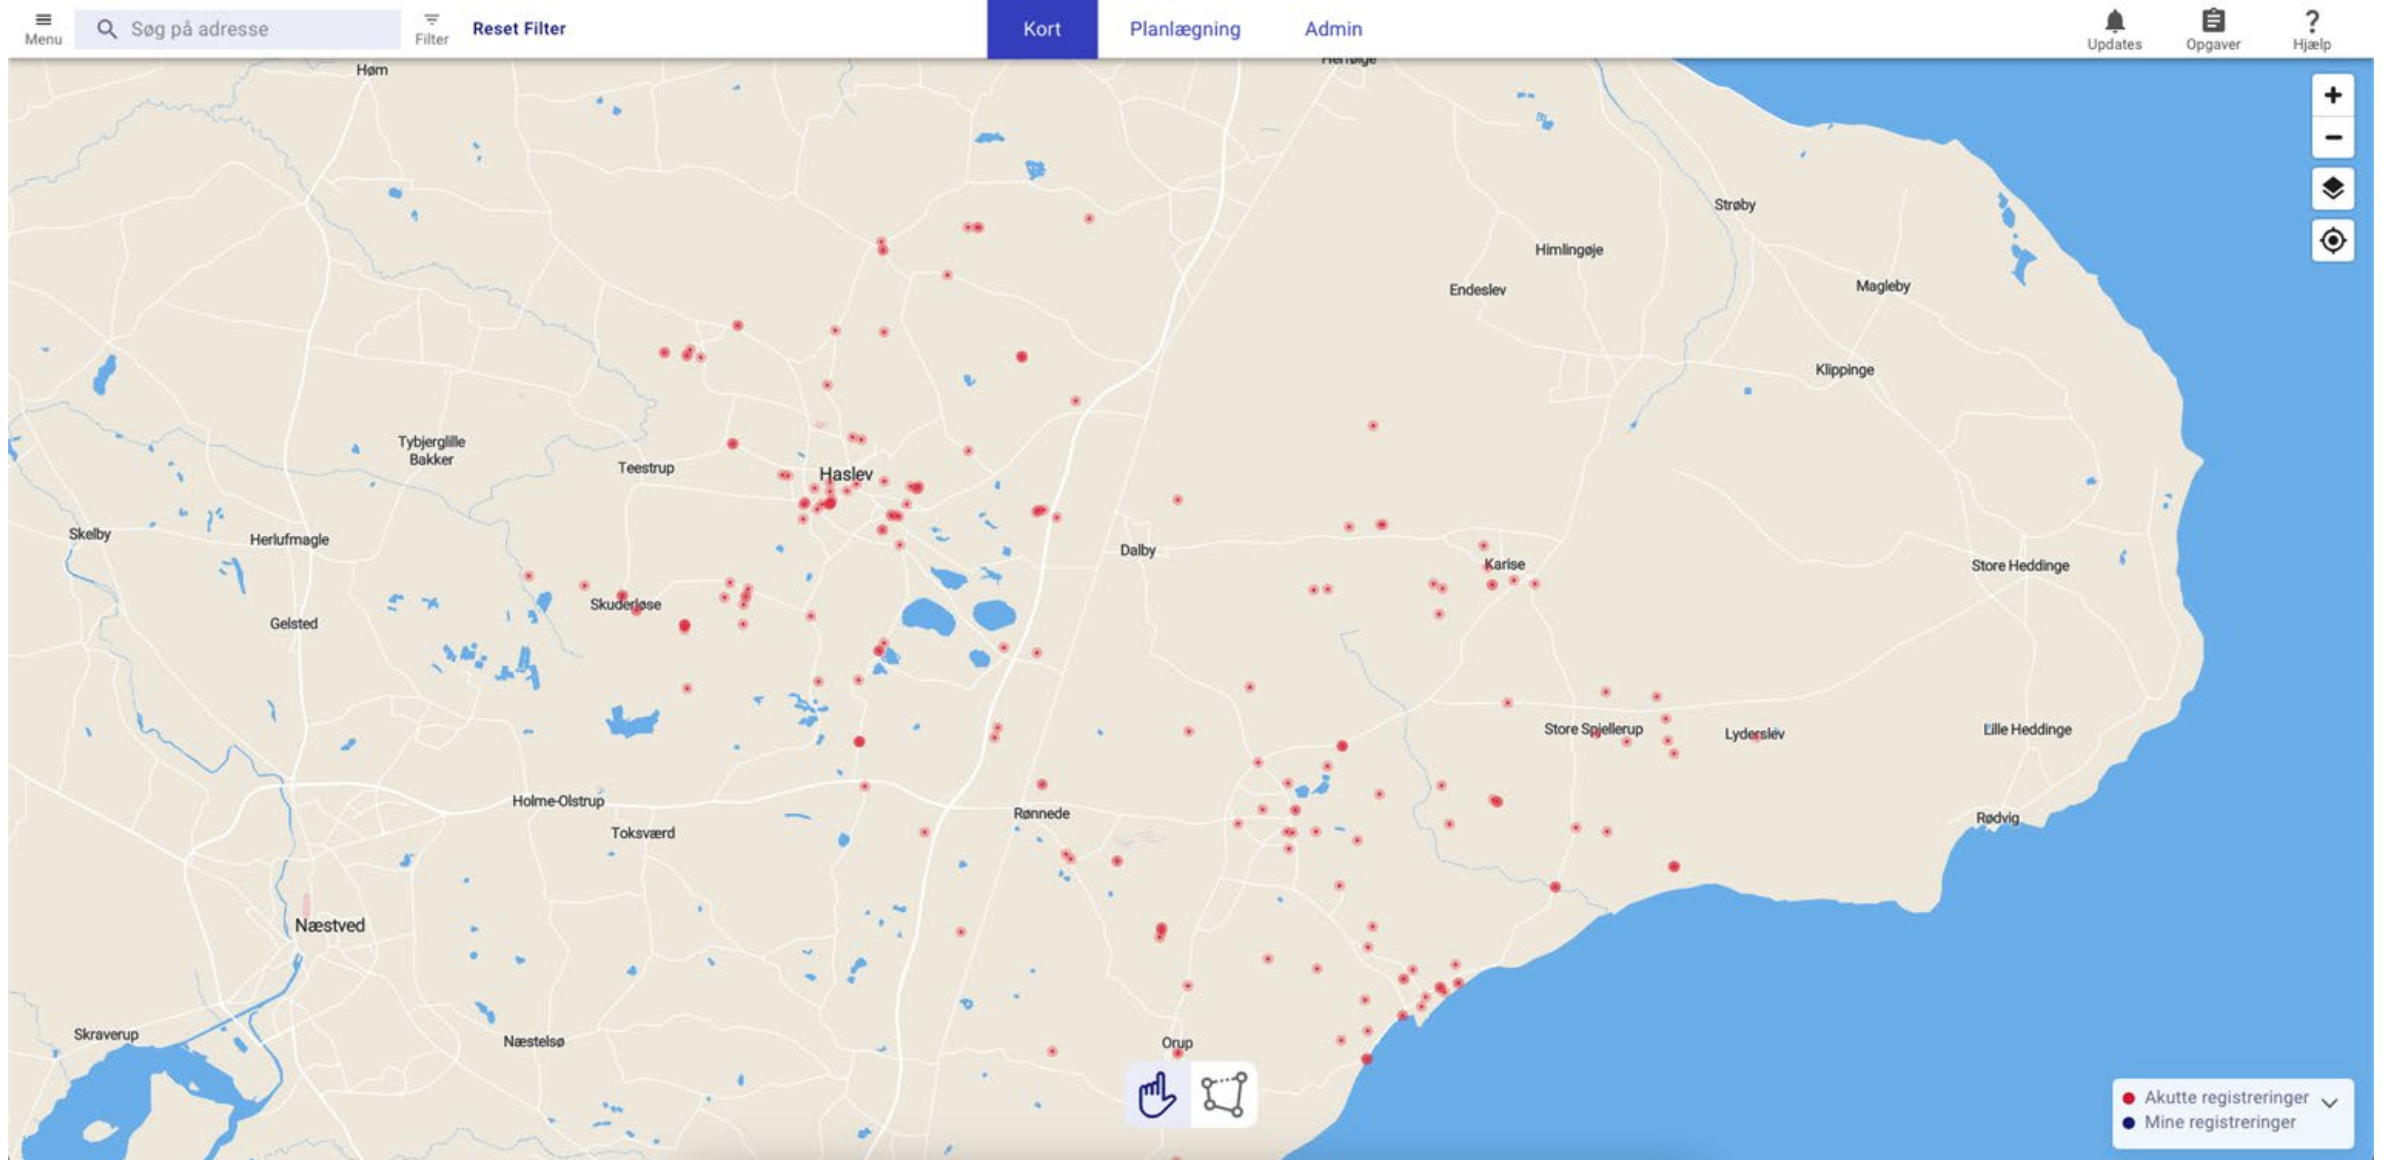 Menu
Søg på adresse
Filter
Reset Filter
Kort
Planlægning
Admin
Updates
Opgaver
Hjælp
Høm
Herfølge
Strøby
Himlingøje
Endeslev
Magleby
Klippinge
Tybjerglille
Bakker
Teestrup
Haslev
Skelby
Herlufmagle
Dalby
Karise
Store Heddinge
Skuderløse
Gelsted
Store Spjellerup
Lyderslev
Lille Heddinge
Holme-Olstrup
Rønnede
Rødvig
Toksværd
Næstved
Skraverup
Næstelsø
Orup
Akutte registreringer
Mine registreringer